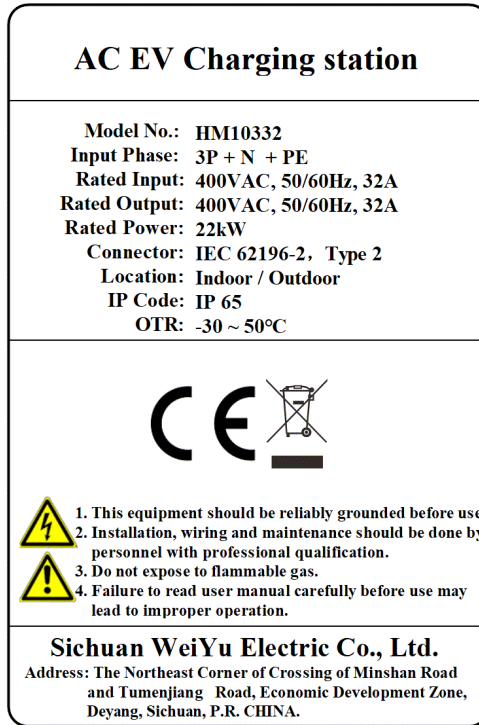 AC EV Charging station
Model No.: HM10332
Input Phase: 3P + N + PE
Rated Input: 400VAC, 50/60Hz, 32A
Rated Output: 400VAC, 50/60Hz, 32A
Rated Power: 22kW
Connector: IEC 62196-2, Type 2
Location: Indoor / Outdoor
IP Code: IP 65
OTR: -30 ~ 50℃
CE
1. This equipment should be reliably grounded before use
2. Installation, wiring and maintenance should be done by
personnel with professional qualification.
3. Do not expose to flammable gas.
4. Failure to read user manual carefully before use may
lead to improper operation.
Sichuan WeiYu Electric Co., Ltd.
Address: The Northeast Corner of Crossing of Minshan Road
and Tumenjiang Road, Economic Development Zone,
Deyang, Sichuan, P.R. CHINA.